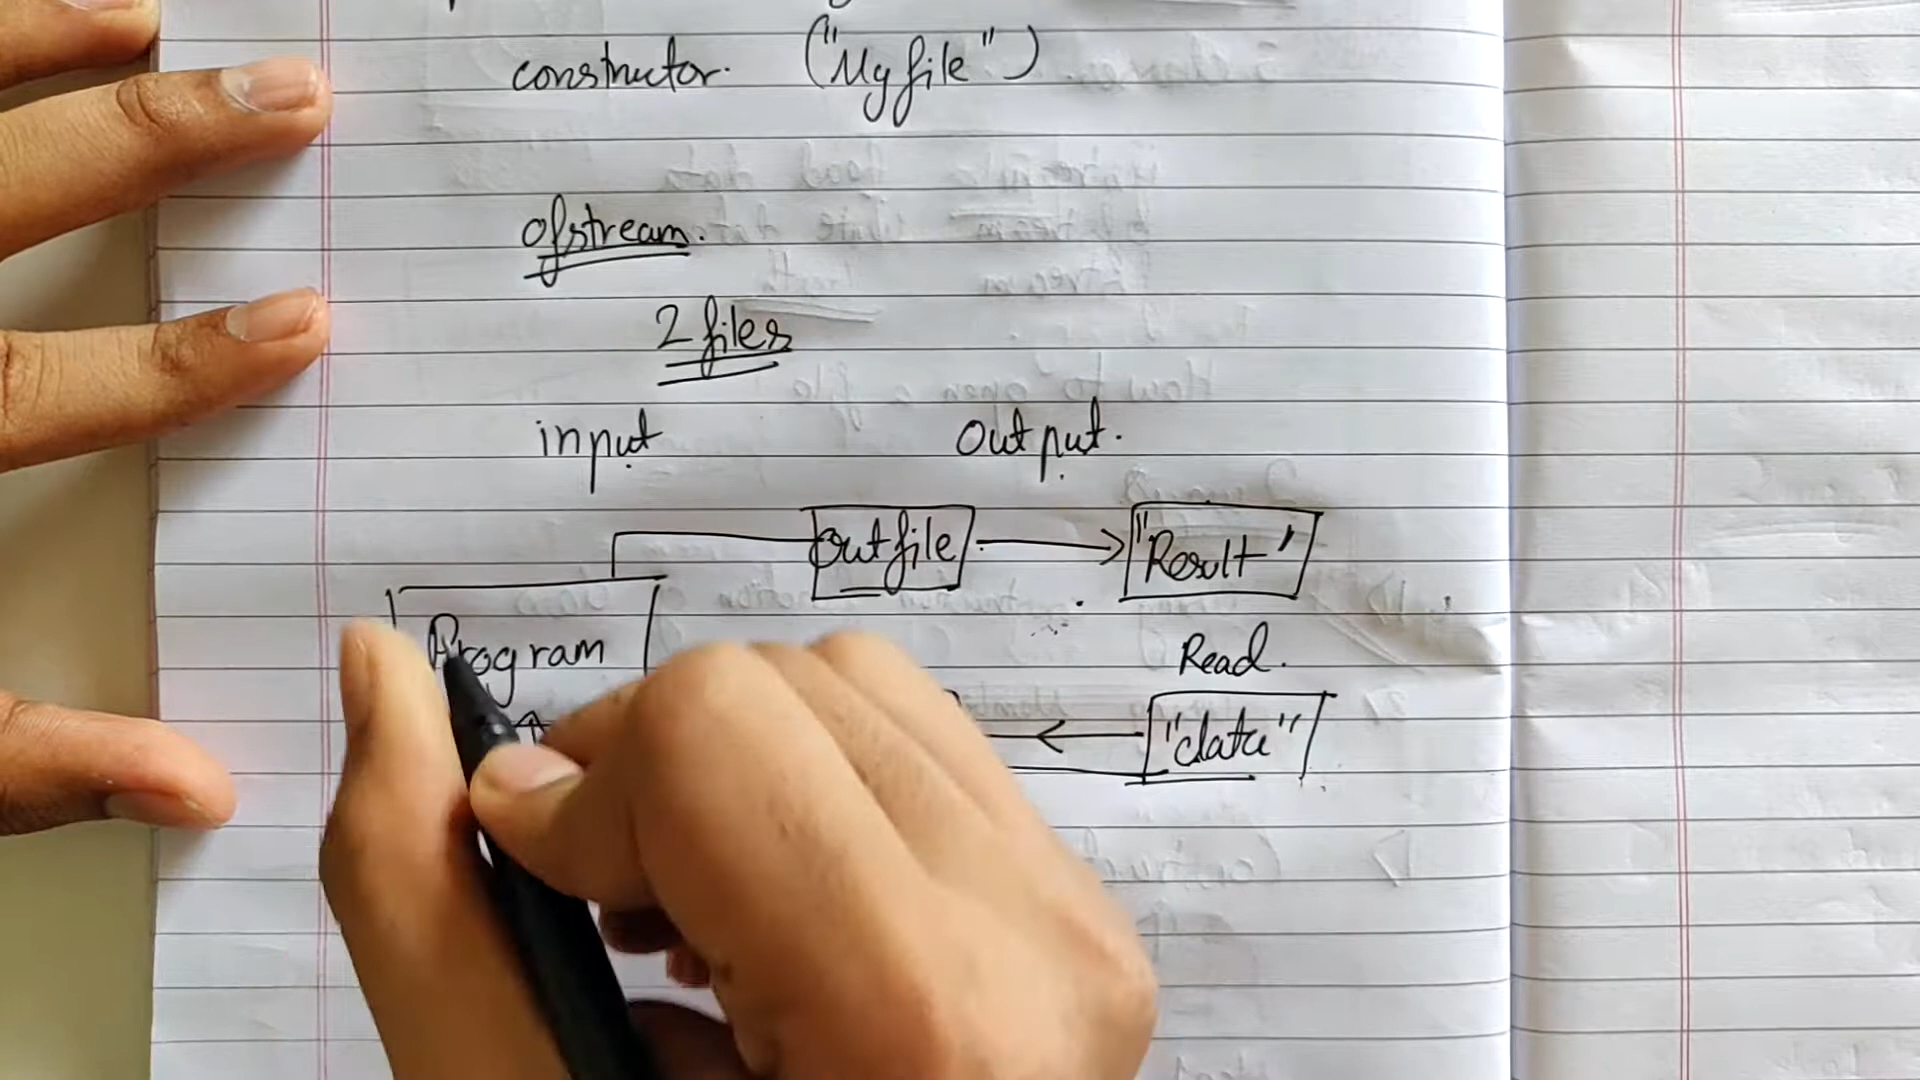 constructor. ("Myfile")
ofstream.
2 files
input output.
outfile "Result"
Program
Read.
"data"